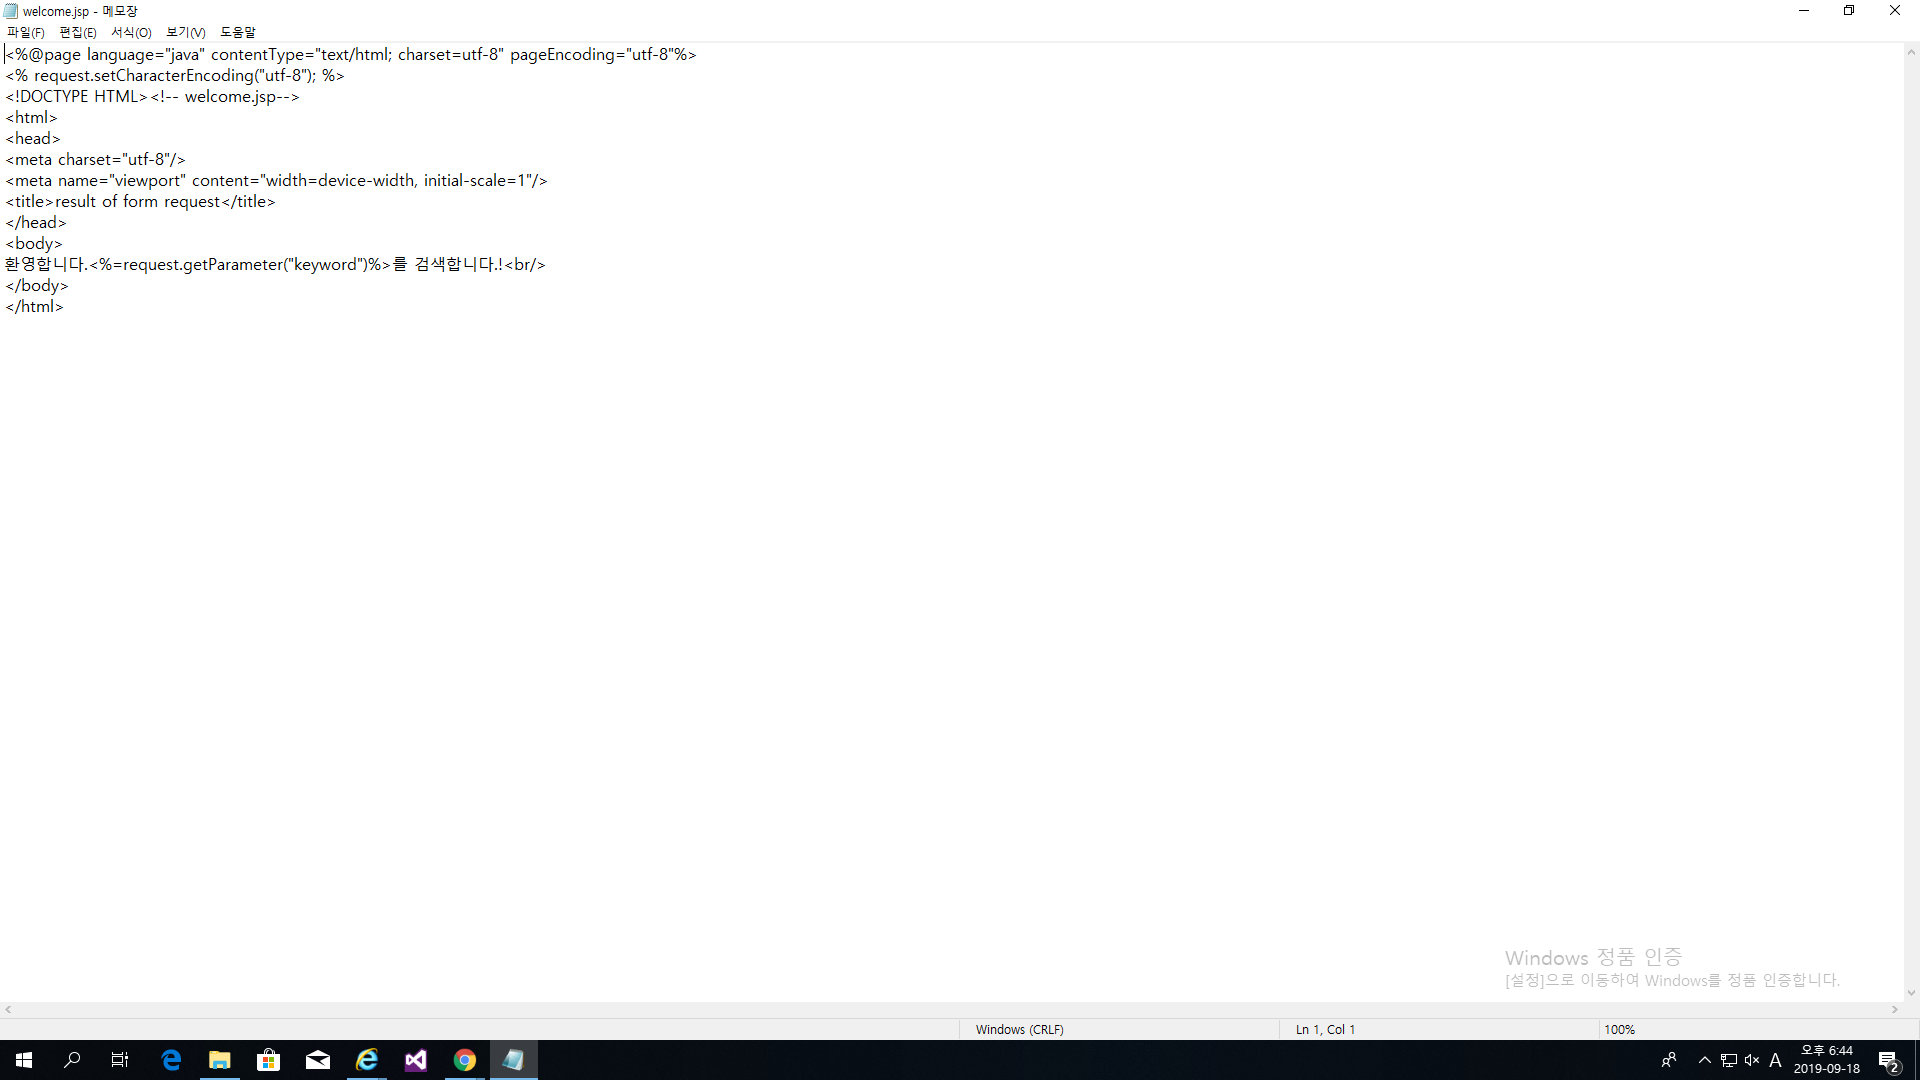 welcome.jsp - 메모장
파일(F) 편집(E) 서식(O) 보기(V) 도움말
<%@page language="java" contentType="text/html; charset=utf-8" pageEncoding="utf-8"%>
<% request.setCharacterEncoding("utf-8"); %>
<!DOCTYPE HTML><!-- welcome.jsp-->
<html>
<head>
<meta charset="utf-8"/>
<meta name="viewport" content="width=device-width, initial-scale=1"/>
<title>result of form request</title>
</head>
<body>
환영합니다.<%=request.getParameter("keyword")%>를 검색합니다.!<br/>
</body>
</html>
Windows 정품 인증
[설정]으로 이동하여 Windows를 정품 인증합니다.
Windows (CRLF) Ln 1, Col 1 100%
A 오후 6:44
2019-09-18
2